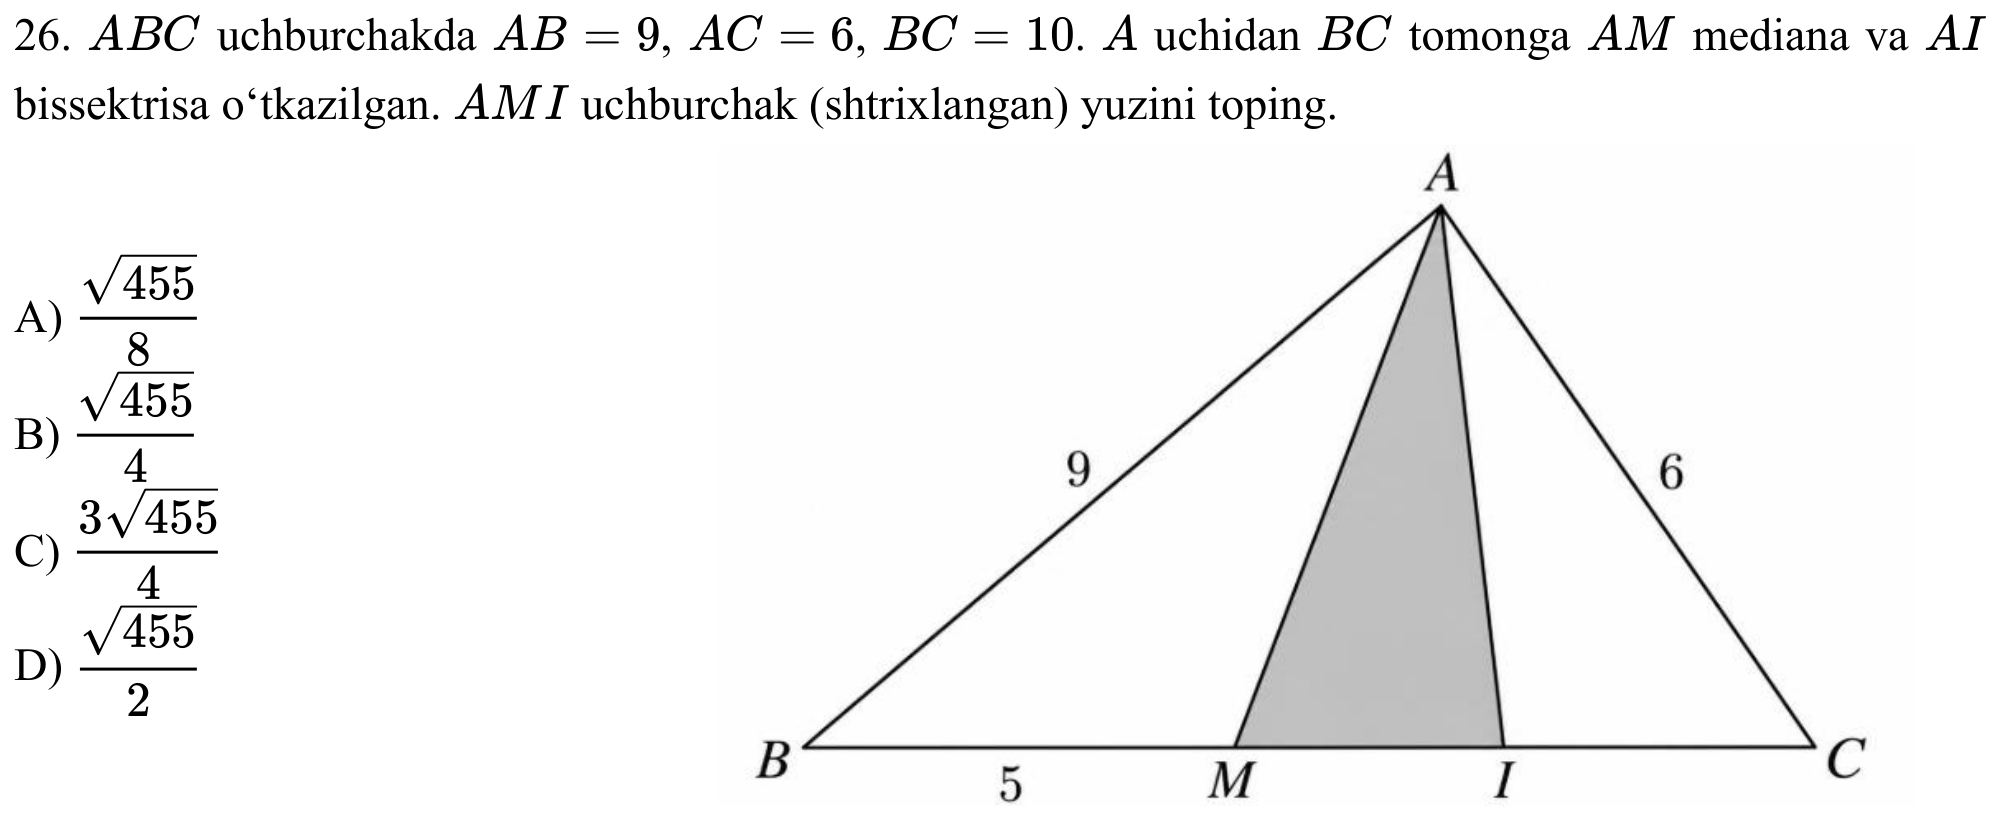 26. ABC uchburchakda AB = 9, AC = 6, BC = 10. A uchidan BC tomonga AM mediana va AI
bissektrisa o‘tkazilgan. AMI uchburchak (shtrixlangan) yuzini toping.
A) √455/8
B) √455/4
C) 3√455/4
D) √455/2
A
9
6
B
5
M
I
C